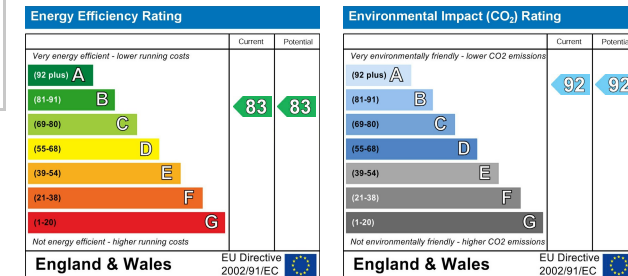 Energy Efficiency Rating
Current Potential
Very energy efficient - lower running costs
(92 plus) A
(81-91) B
83 83
(69-80) C
(55-68) D
(39-54) E
(21-38) F
(1-20) G
Not energy efficient - higher running costs
England & Wales
EU Directive
2002/91/EC
Environmental Impact (CO₂) Rating
Current Potential
Very environmentally friendly - lower CO2 emissions
(92 plus) A
92 92
(81-91) B
(69-80) C
(55-68) D
(39-54) E
(21-38) F
(1-20) G
Not environmentally friendly - higher CO2 emissions
England & Wales
EU Directive
2002/91/EC